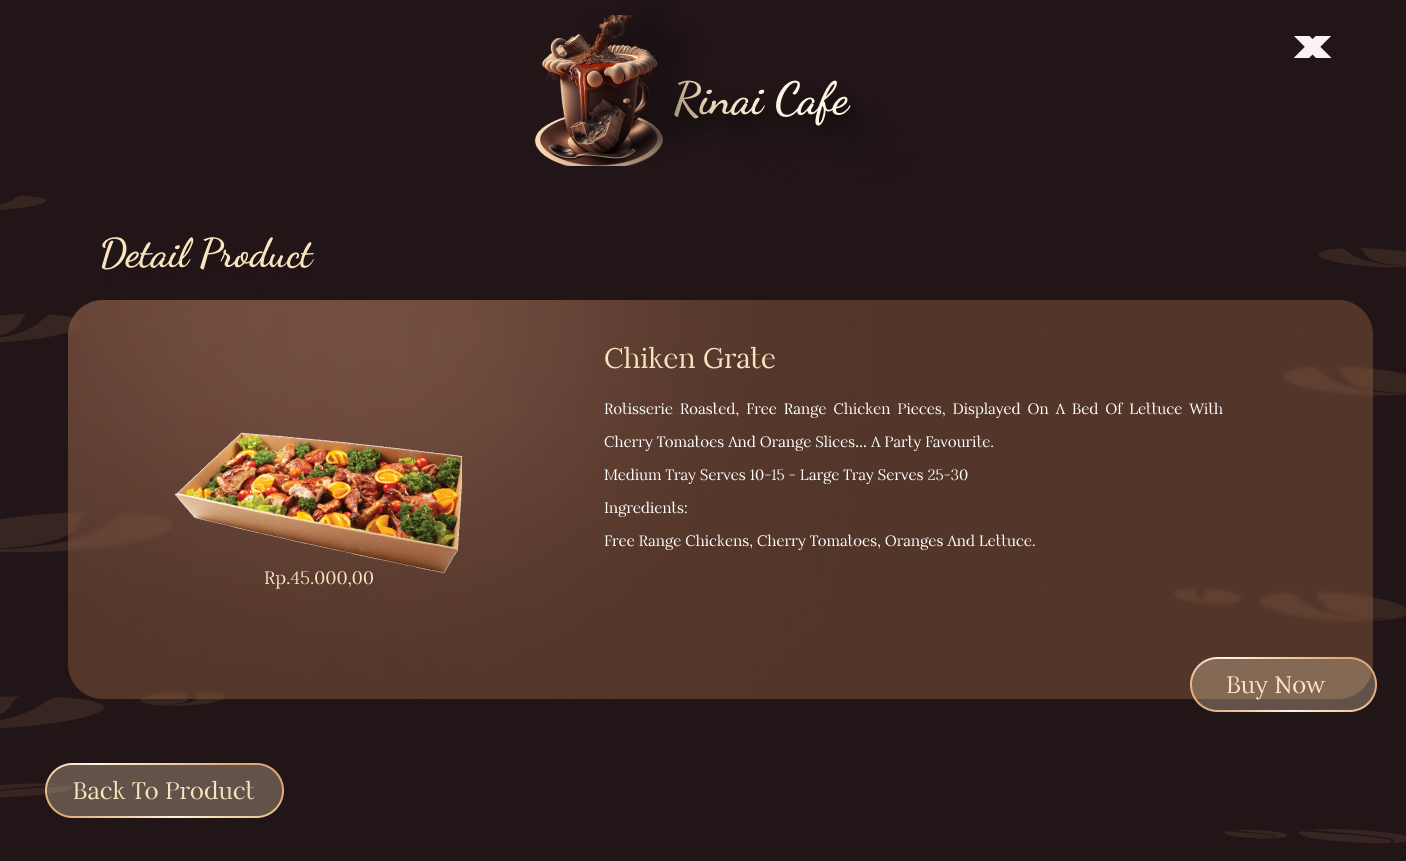 Rinai Cafe
Detail Product
Chiken Grate
Rotisserie Roasted, Free Range Chicken Pieces, Displayed On A Bed Of Lettuce With
Cherry Tomatoes And Orange Slices... A Party Favourite.
Medium Tray Serves 10-15 - Large Tray Serves 25-30
Ingredients:
Free Range Chickens, Cherry Tomatoes, Oranges And Lettuce.
Rp.45.000,00
Buy Now
Back To Product